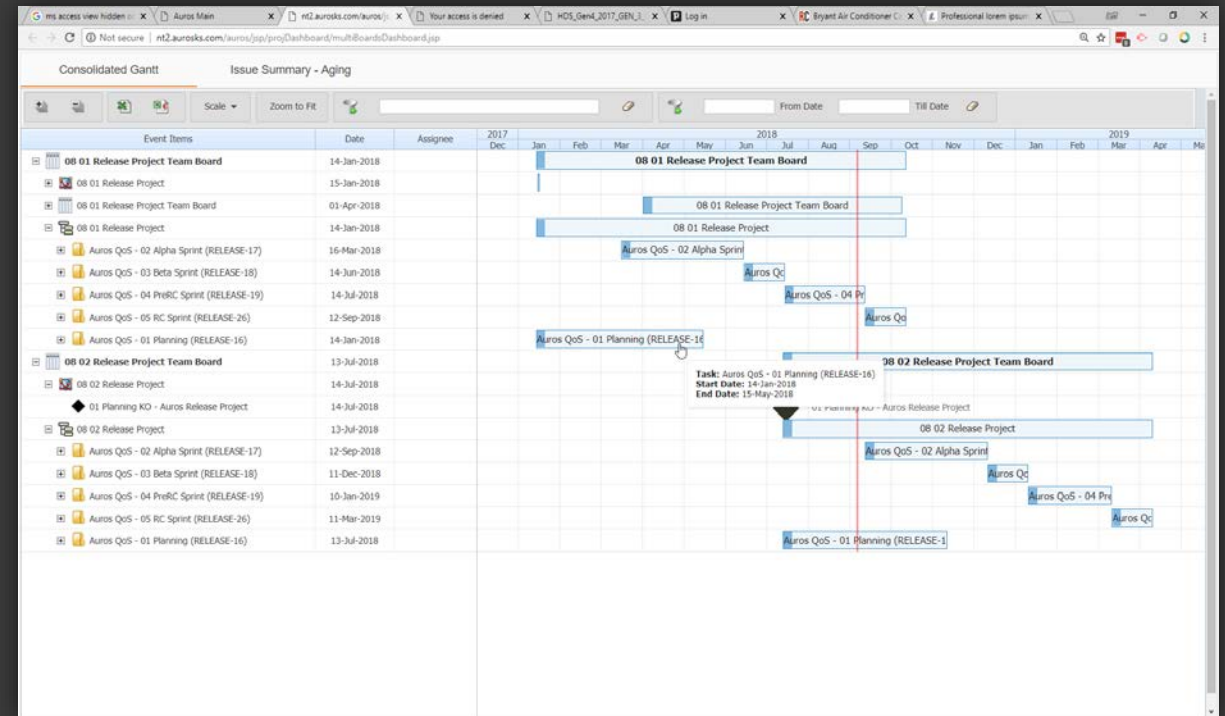 ms access view hidden
Auros Main
nt2.aurosks.com/auros/
Your access is denied
HDS_Gen4_2017_GEN_
Log in
Bryant Air Conditioner
Professional lorem ipsum
Not secure | nt2.aurosks.com/auros/jsp/projDashboard/multiBoardsDashboard.jsp
Consolidated Gantt
Issue Summary - Aging
Scale
Zoom to Fit
From Date
Till Date
Event Items Date Assignee
2017 2018 2019
Dec Jan Feb Mar Apr May Jun Jul Aug Sep Oct Nov Dec Jan Feb Mar Apr Ma
08 01 Release Project Team Board 14-Jan-2018 08 01 Release Project Team Board
08 01 Release Project 15-Jan-2018
08 01 Release Project Team Board 01-Apr-2018 08 01 Release Project Team Board
08 01 Release Project 14-Jan-2018 08 01 Release Project
Auros QoS - 02 Alpha Sprint (RELEASE-17) 16-Mar-2018 Auros QoS - 02 Alpha Sprint
Auros QoS - 03 Beta Sprint (RELEASE-18) 14-Jun-2018 Auros Qo
Auros QoS - 04 PreRC Sprint (RELEASE-19) 14-Jul-2018 Auros QoS - 04 Pr
Auros QoS - 05 RC Sprint (RELEASE-26) 12-Sep-2018 Auros Qo
Auros QoS - 01 Planning (RELEASE-16) 14-Jan-2018 Auros QoS - 01 Planning (RELEASE-16
08 02 Release Project Team Board 13-Jul-2018 08 02 Release Project Team Board
Task: Auros QoS - 01 Planning (RELEASE-16)
Start Date: 14-Jan-2018
End Date: 15-May-2018
08 02 Release Project 14-Jul-2018
01 Planning KO - Auros Release Project 14-Jul-2018 01 Planning KO - Auros Release Project
08 02 Release Project 13-Jul-2018 08 02 Release Project
Auros QoS - 02 Alpha Sprint (RELEASE-17) 12-Sep-2018 Auros QoS - 02 Alpha Sprint
Auros QoS - 03 Beta Sprint (RELEASE-18) 11-Dec-2018 Auros Qo
Auros QoS - 04 PreRC Sprint (RELEASE-19) 10-Jan-2019 Auros QoS - 04 Pre
Auros QoS - 05 RC Sprint (RELEASE-26) 11-Mar-2019 Auros Qo
Auros QoS - 01 Planning (RELEASE-16) 13-Jul-2018 Auros QoS - 01 Planning (RELEASE-1